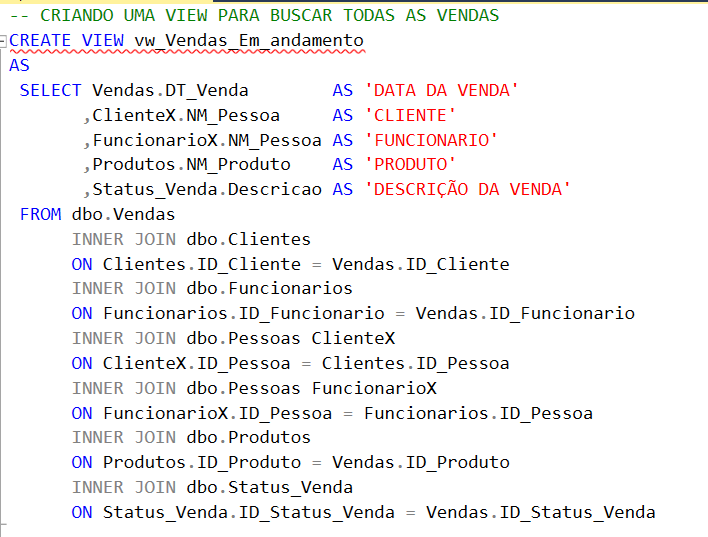 -- CRIANDO UMA VIEW PARA BUSCAR TODAS AS VENDAS
CREATE VIEW vw_Vendas_Em_andamento
AS
SELECT Vendas.DT_Venda AS 'DATA DA VENDA'
,ClienteX.NM_Pessoa AS 'CLIENTE'
,FuncionarioX.NM_Pessoa AS 'FUNCIONARIO'
,Produtos.NM_Produto AS 'PRODUTO'
,Status_Venda.Descricao AS 'DESCRIÇÃO DA VENDA'
FROM dbo.Vendas
INNER JOIN dbo.Clientes
ON Clientes.ID_Cliente = Vendas.ID_Cliente
INNER JOIN dbo.Funcionarios
ON Funcionarios.ID_Funcionario = Vendas.ID_Funcionario
INNER JOIN dbo.Pessoas ClienteX
ON ClienteX.ID_Pessoa = Clientes.ID_Pessoa
INNER JOIN dbo.Pessoas FuncionarioX
ON FuncionarioX.ID_Pessoa = Funcionarios.ID_Pessoa
INNER JOIN dbo.Produtos
ON Produtos.ID_Produto = Vendas.ID_Produto
INNER JOIN dbo.Status_Venda
ON Status_Venda.ID_Status_Venda = Vendas.ID_Status_Venda